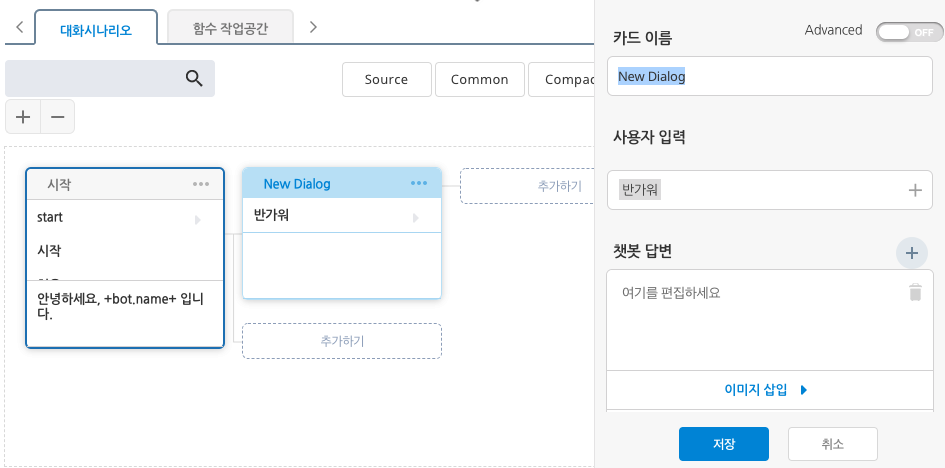 대화시나리오
함수 작업공간
Source
Common
Compac
시작
start
시작
안녕하세요, +bot.name+ 입니
다.
New Dialog
반가워
추가하기
추가하기
Advanced
OFF
카드 이름
New Dialog
사용자 입력
반가워
챗봇 답변
여기를 편집하세요
이미지 삽입
저장
취소